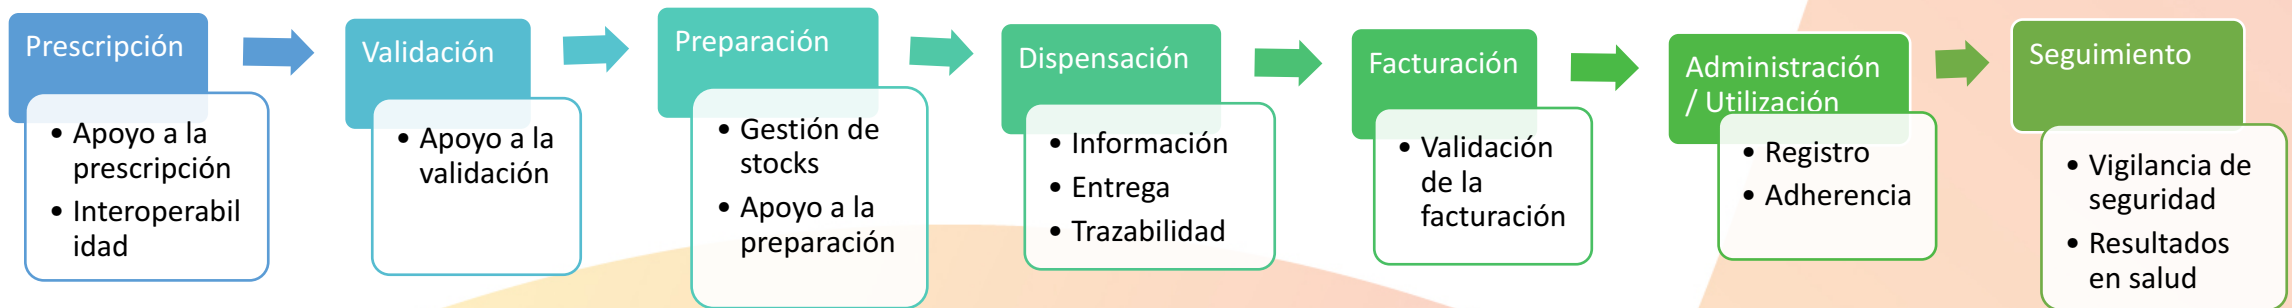 Prescripción
• Apoyo a la
prescripción
• Interoperabil
idad
Validación
• Apoyo a la
validación
Preparación
• Gestión de
stocks
• Apoyo a la
preparación
Dispensación
• Información
• Entrega
• Trazabilidad
Facturación
• Validación
de la
facturación
Administración
/ Utilización
• Registro
• Adherencia
Seguimiento
• Vigilancia de
seguridad
• Resultados
en salud